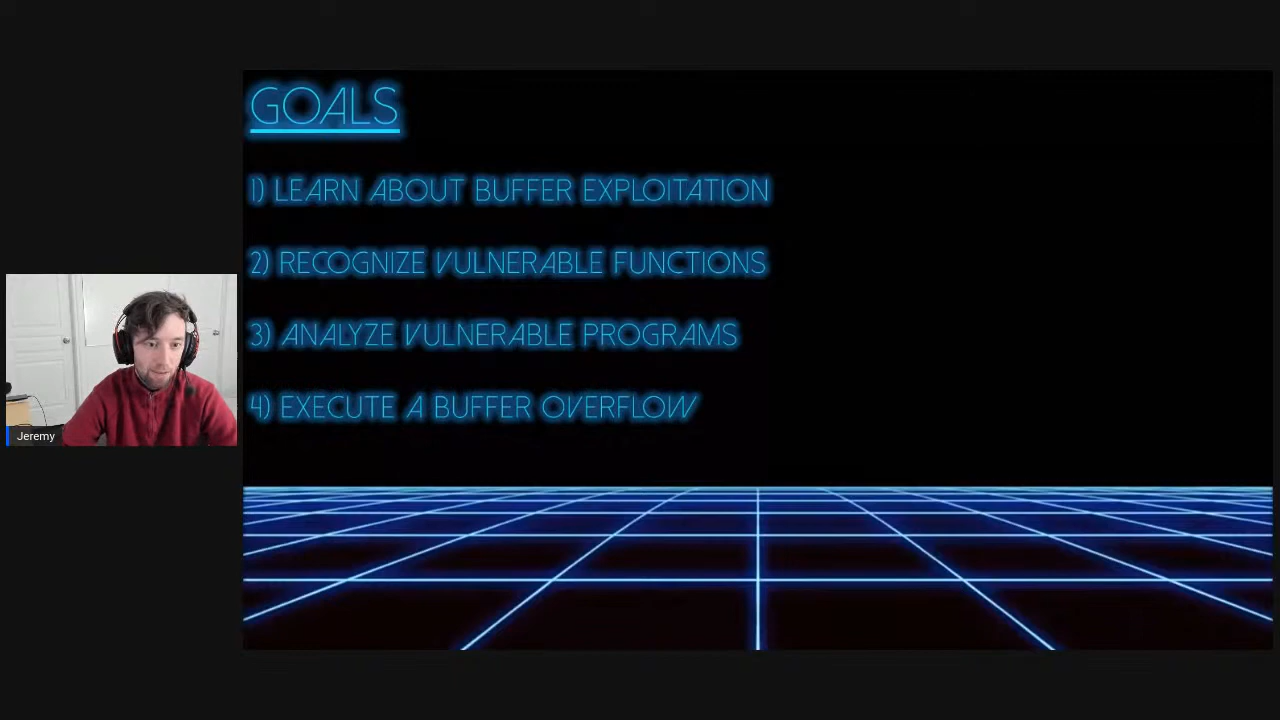 GOALS
1) LEARN ABOUT BUFFER EXPLOITATION
2) RECOGNIZE VULNERABLE FUNCTIONS
3) ANALYZE VULNERABLE PROGRAMS
4) EXECUTE A BUFFER OVERFLOW
Jeremy